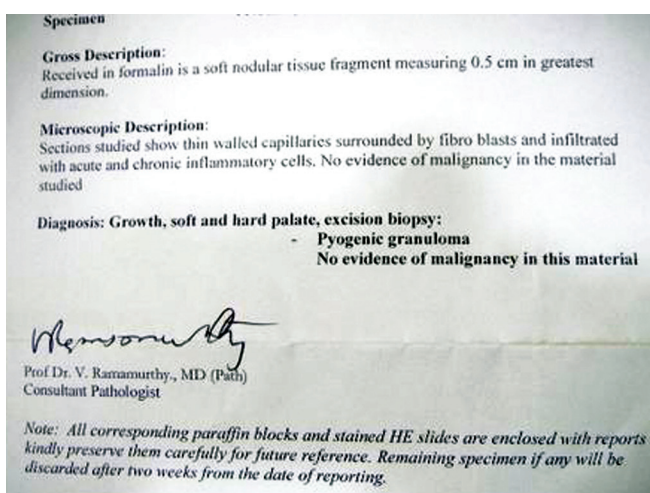 Specimen
Gross Description:
Received in formalin is a soft nodular tissue fragment measuring 0.5 cm in greatest
dimension.
Microscopic Description:
Sections studied show thin walled capillaries surrounded by fibro blasts and infiltrated
with acute and chronic inflammatory cells. No evidence of malignancy in the material
studied
Diagnosis: Growth, soft and hard palate, excision biopsy:
- Pyogenic granuloma
No evidence of malignancy in this material
Prof Dr. V. Ramamurthy., MD (Path)
Consultant Pathologist
Note: All corresponding paraffin blocks and stained HE slides are enclosed with reports
kindly preserve them carefully for future reference. Remaining specimen if any will be
discarded after two weeks from the date of reporting.